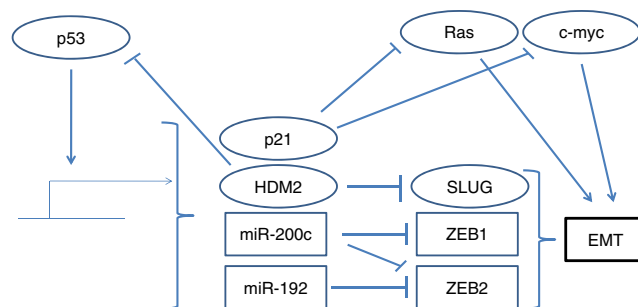 p53
Ras
c-myc
p21
HDM2
SLUG
miR-200c
ZEB1
EMT
miR-192
ZEB2